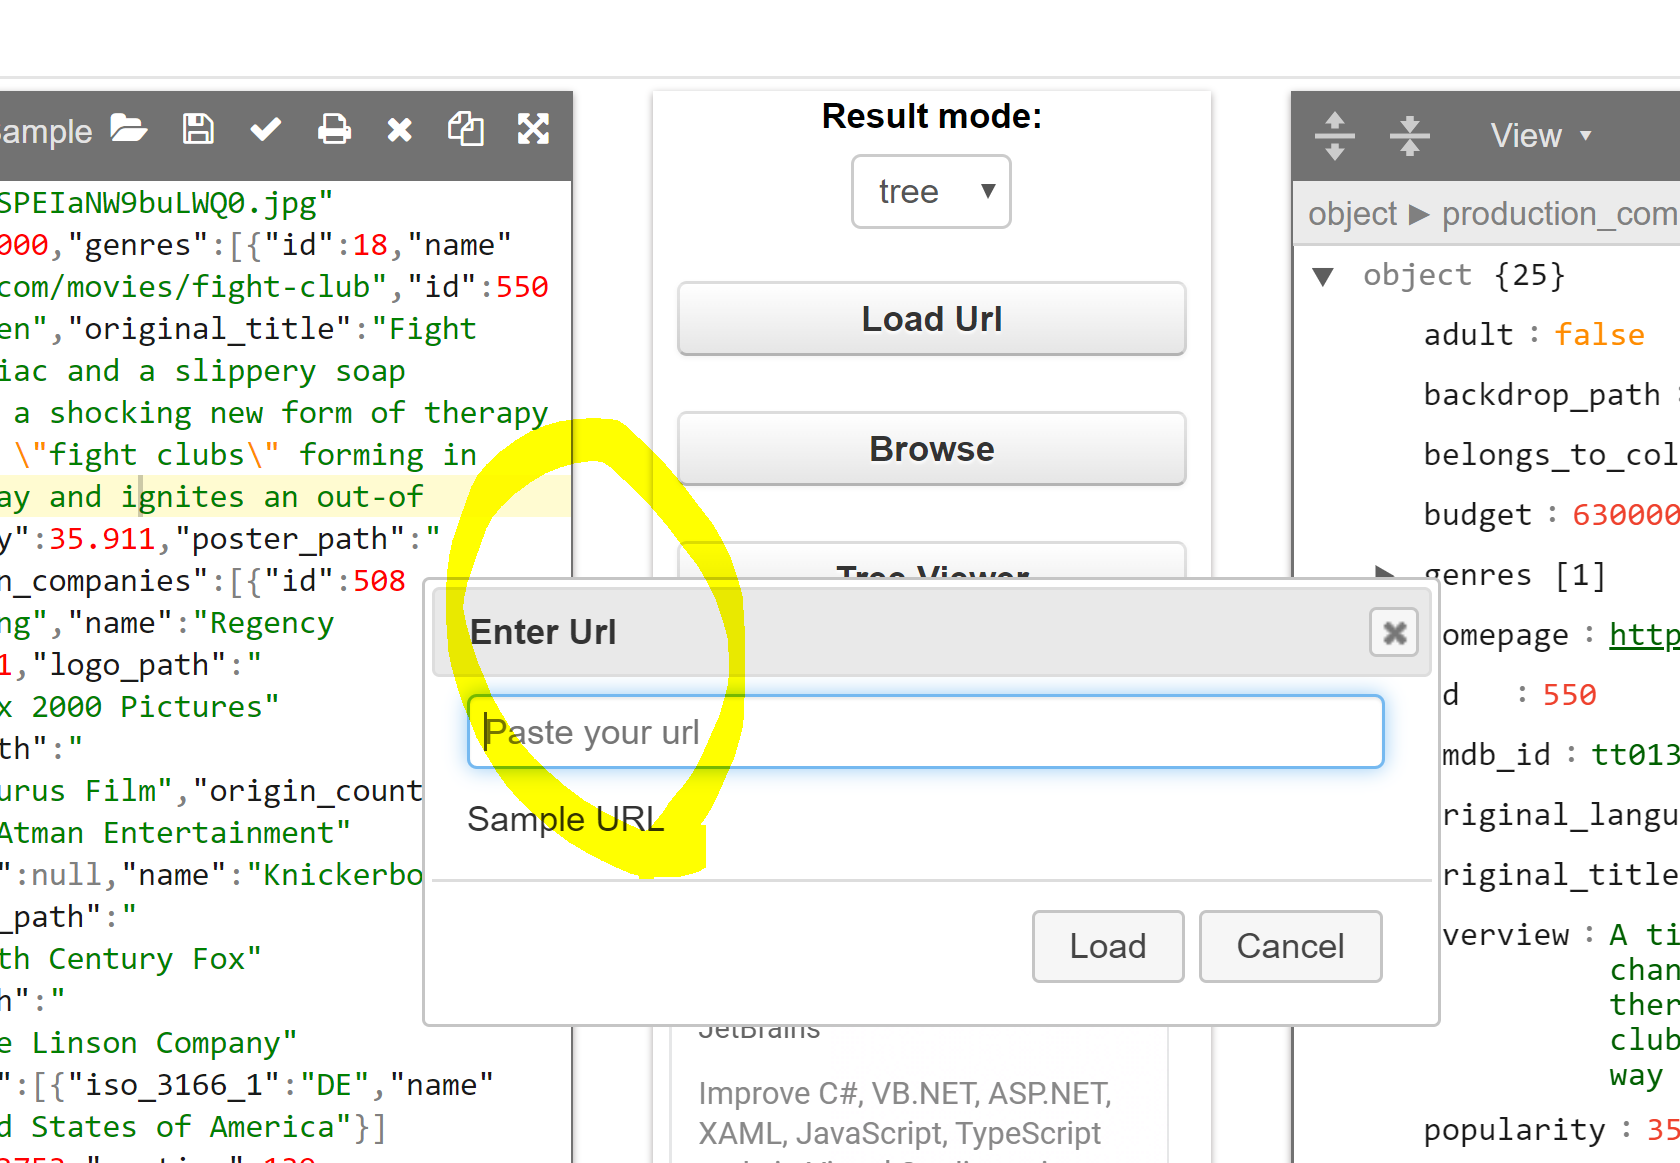 ample
SPEIaNW9buLWQ0.jpg"
000,"genres":[{"id":18,"name"
com/movies/fight-club","id":550
en","original_title":"Fight
iac and a slippery soap
a shocking new form of therapy
\"fight clubs\" forming in
ay and ignites an out-of
y":35.911,"poster_path":"
n_companies":[{"id":508
ng","name":"Regency
1,"logo_path":"
x 2000 Pictures"
th":"
urus Film","origin_count
Atman Entertainment"
":null,"name":"Knickerbo
_path":"
th Century Fox"
h":"
e Linson Company"
":[{"iso_3166_1":"DE","name"
d States of America"}]
Result mode:
tree
Load Url
Browse
Tree Viewer
Enter Url
Paste your url
Sample URL
Load
Cancel
JetBrains
Improve C#, VB.NET, ASP.NET,
XAML, JavaScript, TypeScript
View
object ▶ production_com
object {25}
adult : false
backdrop_path :
belongs_to_col
budget : 630000
genres [1]
omepage : http
d : 550
mdb_id : tt013
riginal_langu
riginal_title
verview : A ti
chan
ther
club
way
popularity : 35